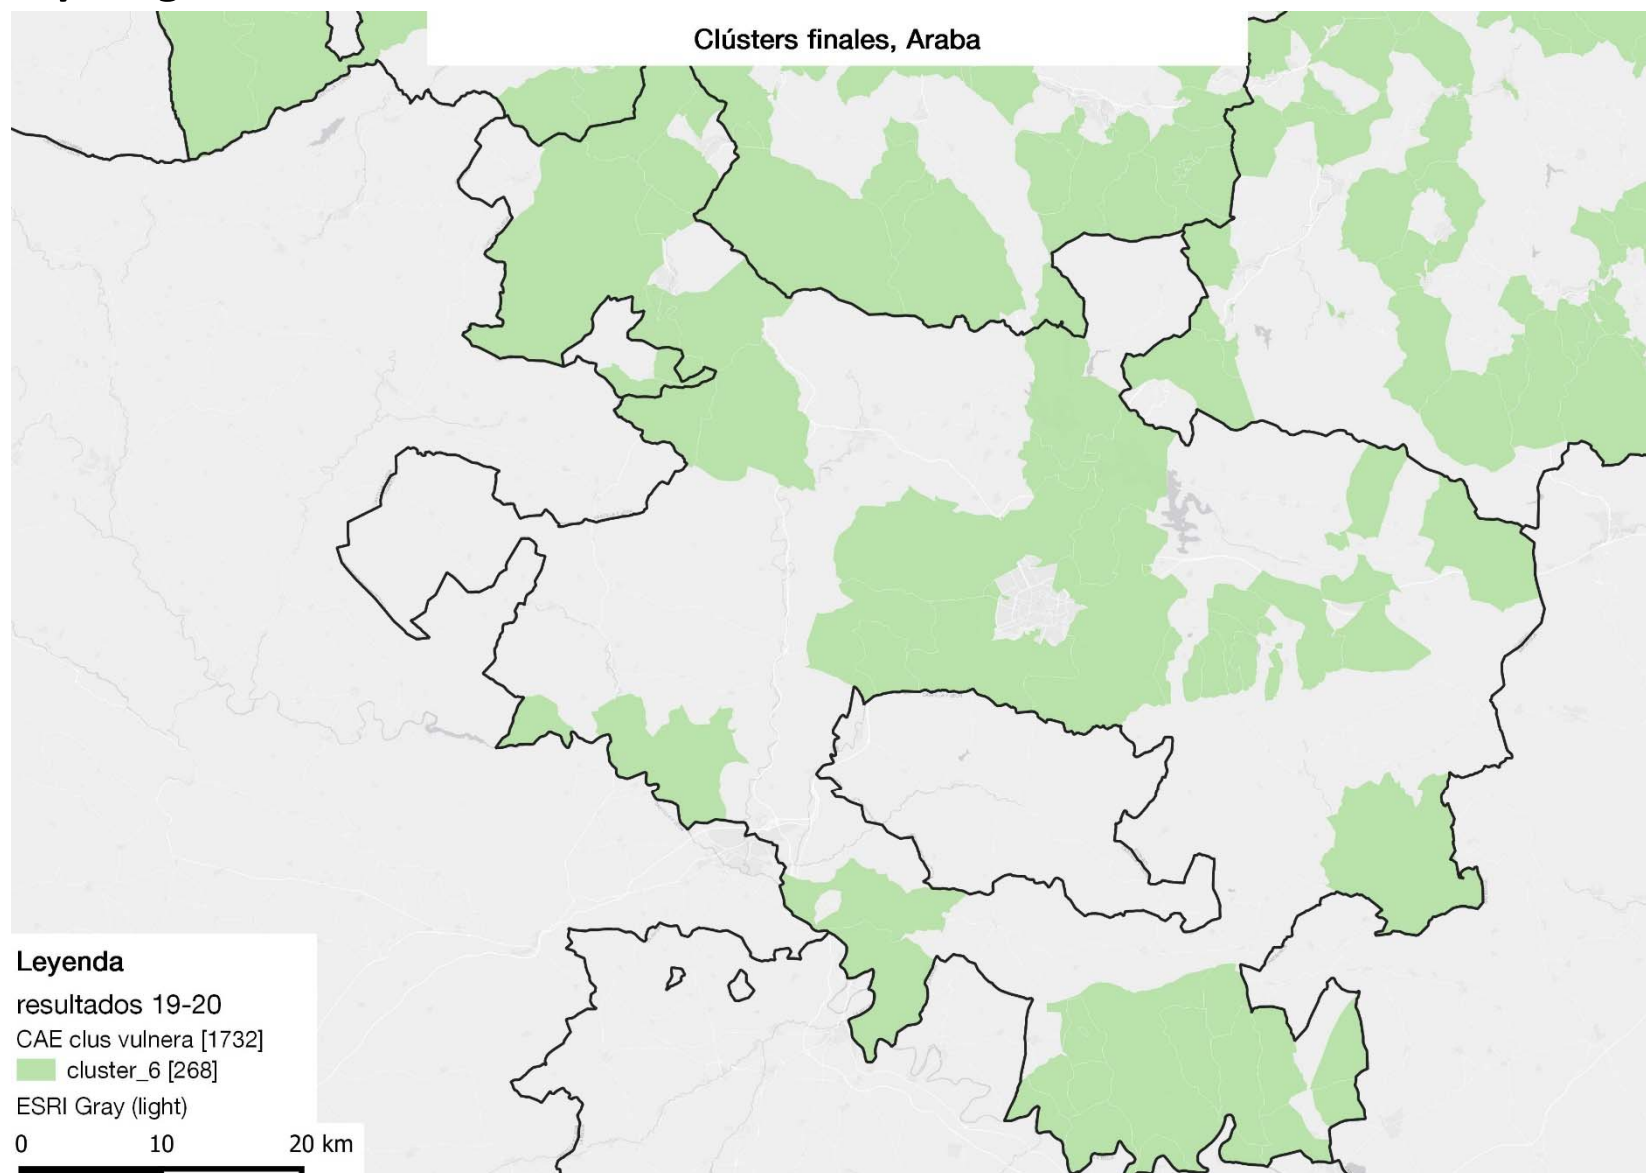 Clústers finales, Araba
Leyenda
resultados 19-20
CAE clus vulnera [1732]
cluster_6 [268]
ESRI Gray (light)
0 10 20 km